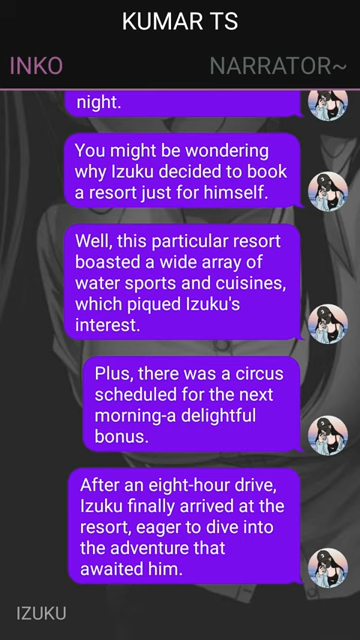 KUMAR TS
INKO
NARRATOR~
night.
You might be wondering
why Izuku decided to book
a resort just for himself.
Well, this particular resort
boasted a wide array of
water sports and cuisines,
which piqued Izuku's
interest.
Plus, there was a circus
scheduled for the next
morning-a delightful
bonus.
After an eight-hour drive,
Izuku finally arrived at the
resort, eager to dive into
the adventure that
awaited him.
IZUKU